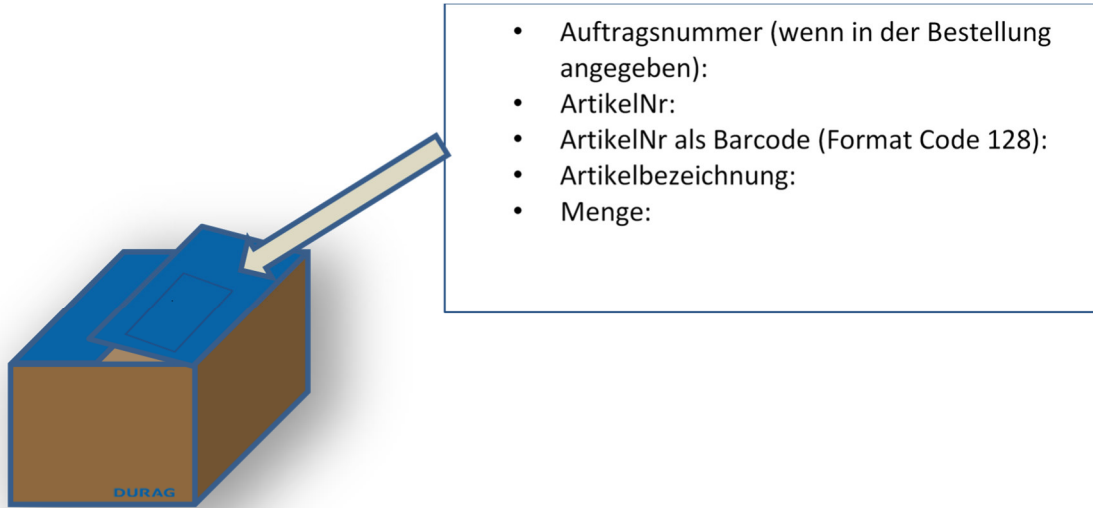 • Auftragsnummer (wenn in der Bestellung
angegeben):
• ArtikelNr:
• ArtikelNr als Barcode (Format Code 128):
• Artikelbezeichnung:
• Menge:
DURAG